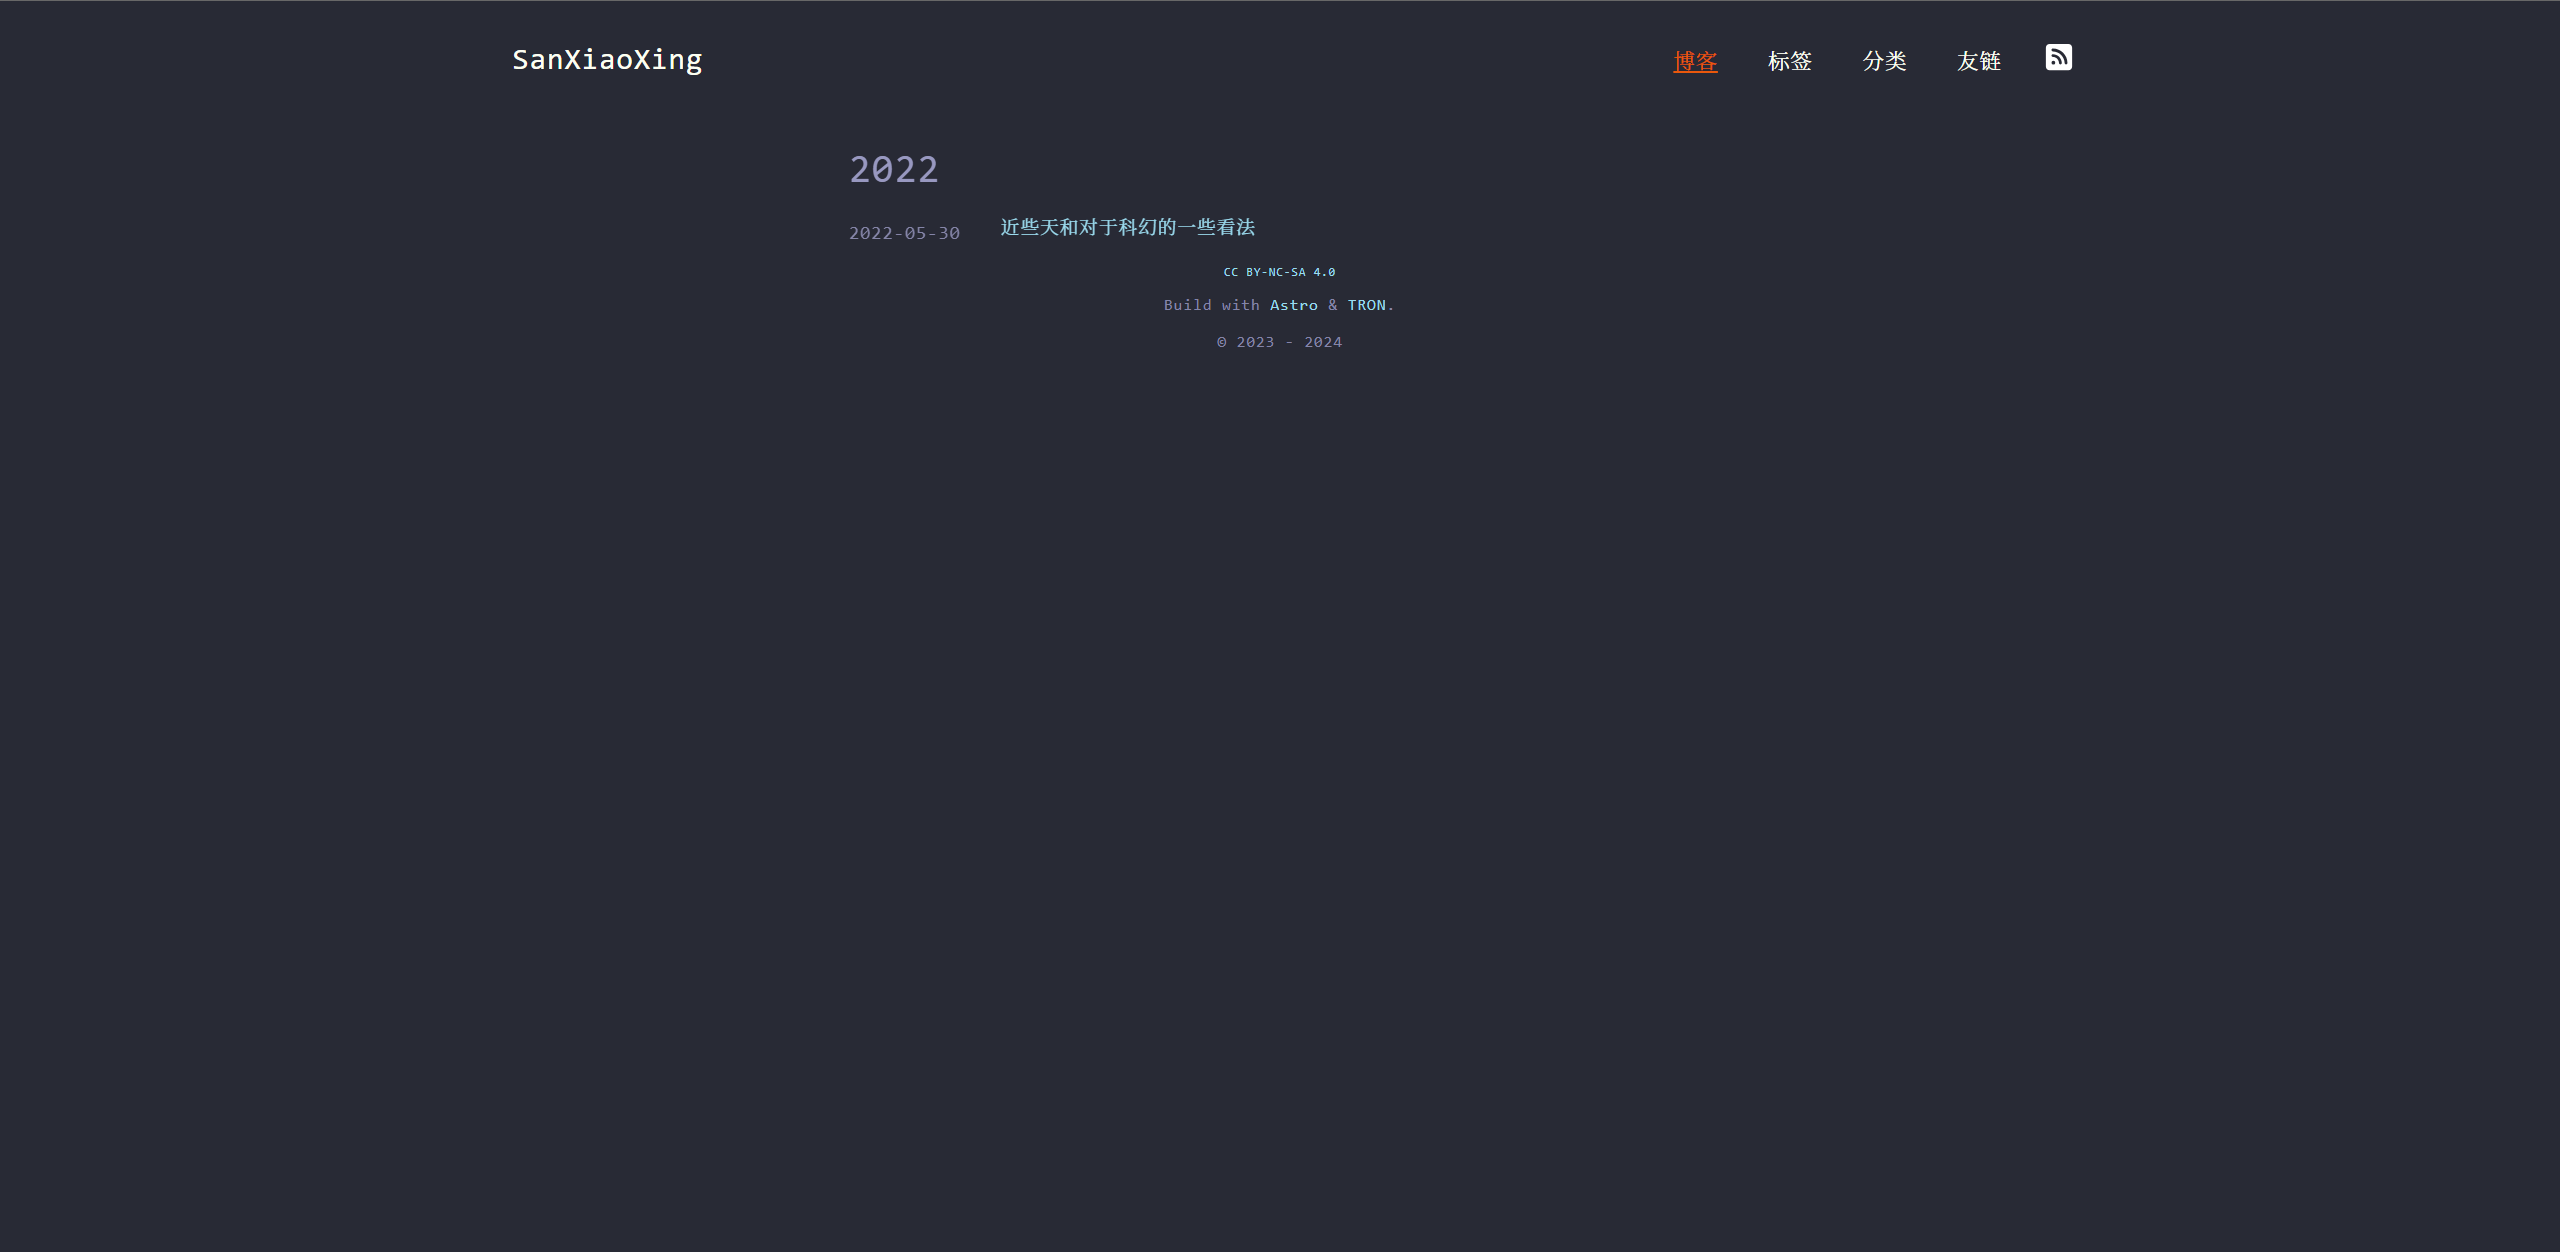 SanXiaoXing 博客 标签 分类 友链
2022
2022-05-30 近些天和对于科幻的一些看法
CC BY-NC-SA 4.0
Build with Astro & TRON.
© 2023 - 2024